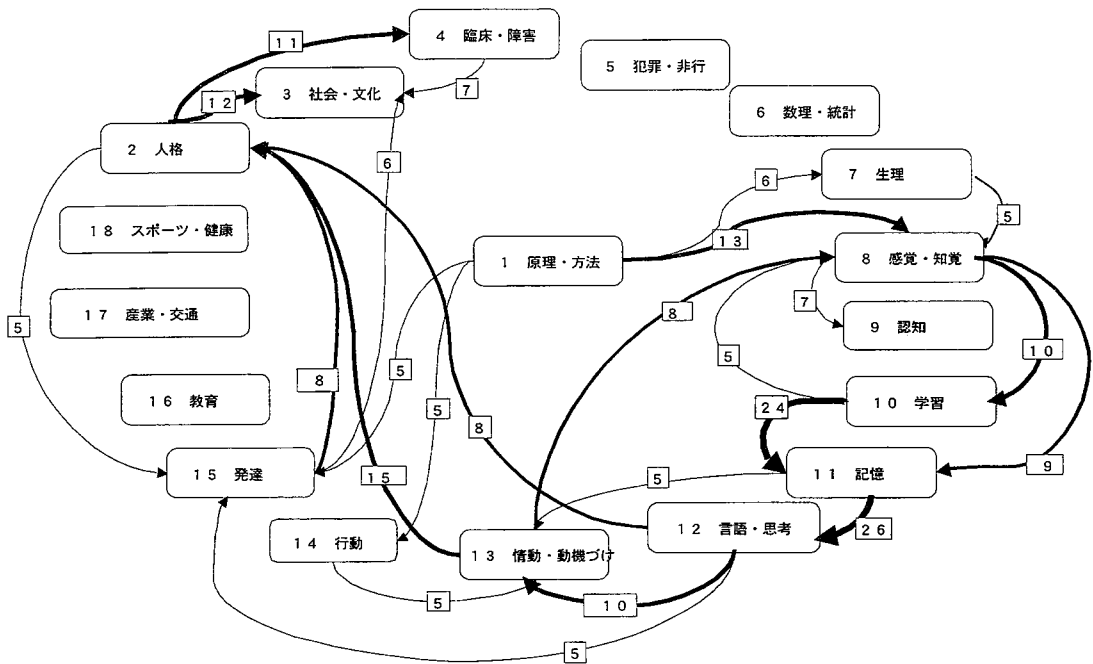 11
4 臨床・障害
5 犯罪・非行
12
3 社会・文化
7
6 数理・統計
2 人格
6
6
7 生理
18 スポーツ・健康
5
13
1 原理・方法
8 感覚・知覚
17 産業・交通
5
8
7
9 認知
5
10
8
5
16 教育
5
24
10 学習
8
15 発達
15
5
11 記憶
9
14 行動
13 情動・動機づけ
12 言語・思考
26
5
10
5